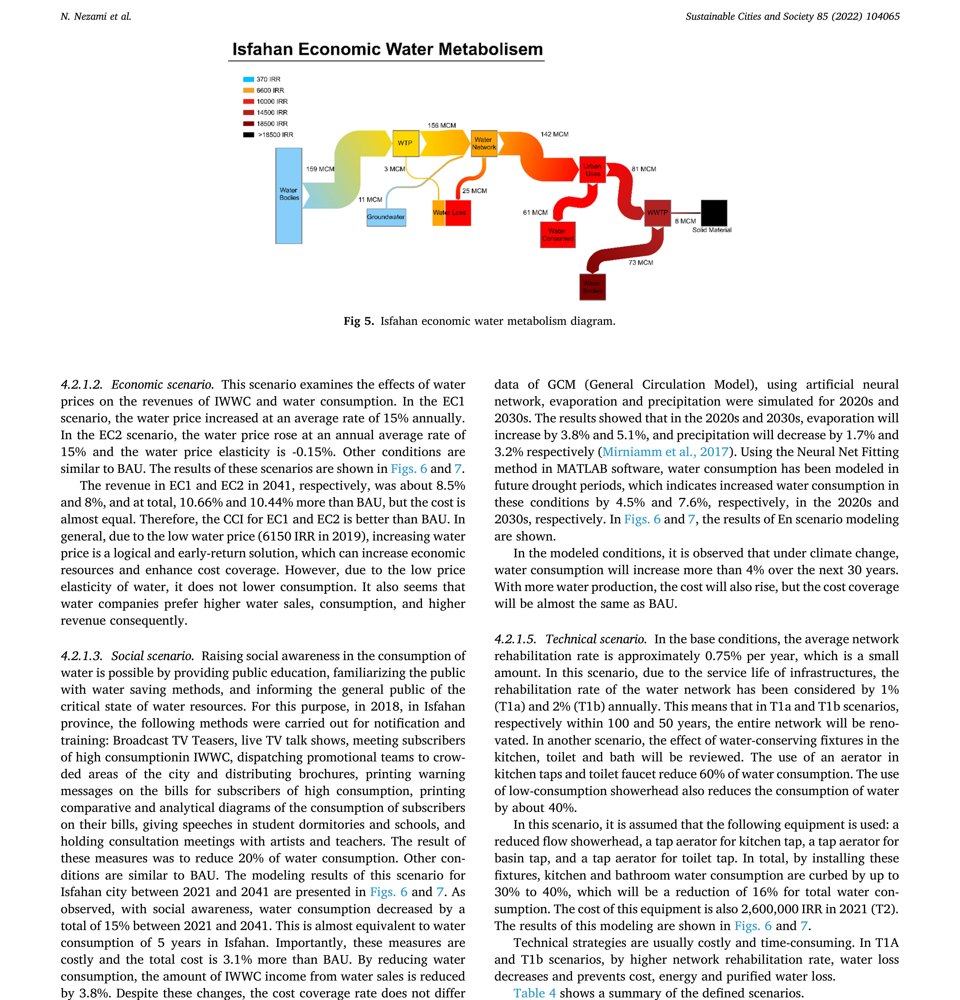 N. Nezami et al.
Sustainable Cities and Society 85 (2022) 104065
Isfahan Economic Water Metabolisem
370 IRR
6600 IRR
10000 IRR
14500 IRR
18500 IRR
>18500 IRR
156 MCM
142 MCM
WTP
Water
Network
159 MCM
3 MCM
Urban
Uses
81 MCM
Water
Bodies
11 MCM
25 MCM
Groundwater
Water Loss
61 MCM
WWTP
8 MCM
Solid Material
Water
Consumed
73 MCM
Water
Bodies
Fig 5. Isfahan economic water metabolism diagram.
4.2.1.2. Economic scenario. This scenario examines the effects of water
prices on the revenues of IWWC and water consumption. In the EC1
scenario, the water price increased at an average rate of 15% annually.
In the EC2 scenario, the water price rose at an annual average rate of
15% and the water price elasticity is -0.15%. Other conditions are
similar to BAU. The results of these scenarios are shown in Figs. 6 and 7.
The revenue in EC1 and EC2 in 2041, respectively, was about 8.5%
and 8%, and at total, 10.66% and 10.44% more than BAU, but the cost is
almost equal. Therefore, the CCI for EC1 and EC2 is better than BAU. In
general, due to the low water price (6150 IRR in 2019), increasing water
price is a logical and early-return solution, which can increase economic
resources and enhance cost coverage. However, due to the low price
elasticity of water, it does not lower consumption. It also seems that
water companies prefer higher water sales, consumption, and higher
revenue consequently.
4.2.1.3. Social scenario. Raising social awareness in the consumption of
water is possible by providing public education, familiarizing the public
with water saving methods, and informing the general public of the
critical state of water resources. For this purpose, in 2018, in Isfahan
province, the following methods were carried out for notification and
training: Broadcast TV Teasers, live TV talk shows, meeting subscribers
of high consumptionin IWWC, dispatching promotional teams to crow-
ded areas of the city and distributing brochures, printing warning
messages on the bills for subscribers of high consumption, printing
comparative and analytical diagrams of the consumption of subscribers
on their bills, giving speeches in student dormitories and schools, and
holding consultation meetings with artists and teachers. The result of
these measures was to reduce 20% of water consumption. Other con-
ditions are similar to BAU. The modeling results of this scenario for
Isfahan city between 2021 and 2041 are presented in Figs. 6 and 7. As
observed, with social awareness, water consumption decreased by a
total of 15% between 2021 and 2041. This is almost equivalent to water
consumption of 5 years in Isfahan. Importantly, these measures are
costly and the total cost is 3.1% more than BAU. By reducing water
consumption, the amount of IWWC income from water sales is reduced
by 3.8%. Despite these changes, the cost coverage rate does not differ
data of GCM (General Circulation Model), using artificial neural
network, evaporation and precipitation were simulated for 2020s and
2030s. The results showed that in the 2020s and 2030s, evaporation will
increase by 3.8% and 5.1%, and precipitation will decrease by 1.7% and
3.2% respectively (Mirniamm et al., 2017). Using the Neural Net Fitting
method in MATLAB software, water consumption has been modeled in
future drought periods, which indicates increased water consumption in
these conditions by 4.5% and 7.6%, respectively, in the 2020s and
2030s, respectively. In Figs. 6 and 7, the results of En scenario modeling
are shown.
In the modeled conditions, it is observed that under climate change,
water consumption will increase more than 4% over the next 30 years.
With more water production, the cost will also rise, but the cost coverage
will be almost the same as BAU.
4.2.1.5. Technical scenario. In the base conditions, the average network
rehabilitation rate is approximately 0.75% per year, which is a small
amount. In this scenario, due to the service life of infrastructures, the
rehabilitation rate of the water network has been considered by 1%
(T1a) and 2% (T1b) annually. This means that in T1a and T1b scenarios,
respectively within 100 and 50 years, the entire network will be reno-
vated. In another scenario, the effect of water-conserving fixtures in the
kitchen, toilet and bath will be reviewed. The use of an aerator in
kitchen taps and toilet faucet reduce 60% of water consumption. The use
of low-consumption showerhead also reduces the consumption of water
by about 40%.
In this scenario, it is assumed that the following equipment is used: a
reduced flow showerhead, a tap aerator for kitchen tap, a tap aerator for
basin tap, and a tap aerator for toilet tap. In total, by installing these
fixtures, kitchen and bathroom water consumption are curbed by up to
30% to 40%, which will be a reduction of 16% for total water con-
sumption. The cost of this equipment is also 2,600,000 IRR in 2021 (T2).
The results of this modeling are shown in Figs. 6 and 7.
Technical strategies are usually costly and time-consuming. In T1A
and T1b scenarios, by higher network rehabilitation rate, water loss
decreases and prevents cost, energy and purified water loss.
Table 4 shows a summary of the defined scenarios.